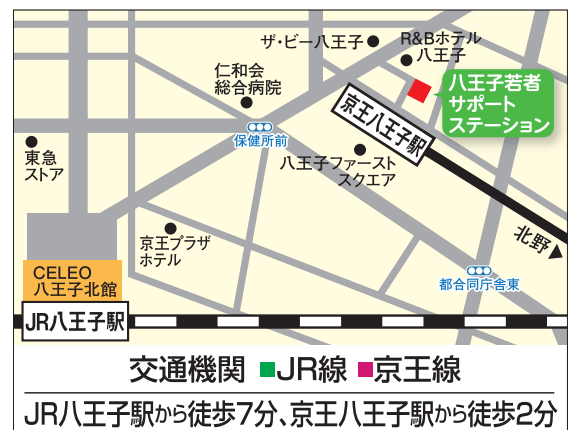 ザ・ビー八王子
R&Bホテル
八王子
仁和会
総合病院
八王子若者
サポート
ステーション
京王八王子駅
保健所前
東急
ストア
八王子ファースト
スクエア
京王プラザ
ホテル
北野
CELEO
八王子北館
都合同庁舎東
JR八王子駅
交通機関 ■JR線 ■京王線
JR八王子駅から徒歩7分、京王八王子駅から徒歩2分